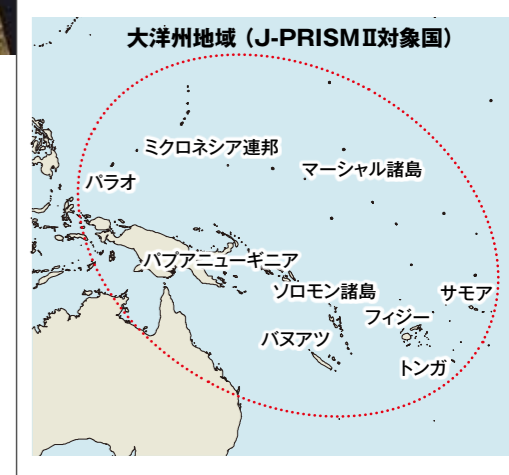 大洋州地域（J-PRISMⅡ対象国）
ミクロネシア連邦
マーシャル諸島
パラオ
パプアニューギニア
ソロモン諸島
サモア
フィジー
バヌアツ
トンガ